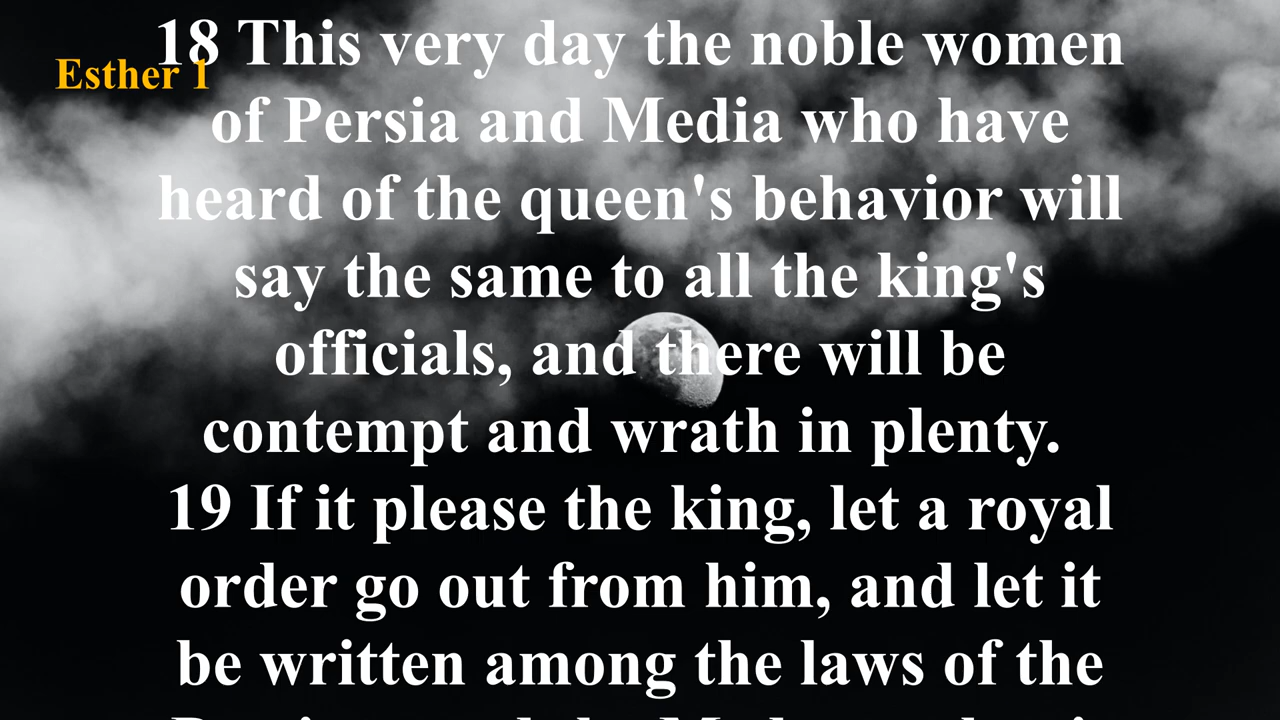 Esther 1
18 This very day the noble women
of Persia and Media who have
heard of the queen's behavior will
say the same to all the king's
officials, and there will be
contempt and wrath in plenty.
19 If it please the king, let a royal
order go out from him, and let it
be written among the laws of the